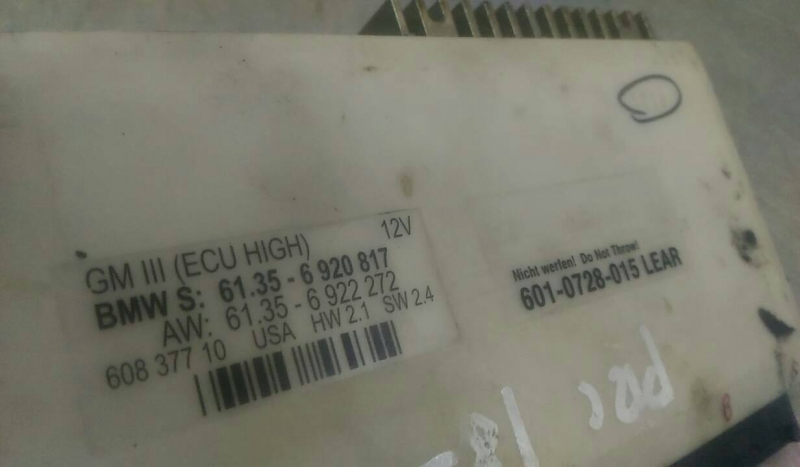 GM III (ECU HIGH) 12V
BMW S: 61.35 - 6 920 817
AW: 61.35 - 6 922 272
608 377 10 USA HW 2.1 SW 2.4
Nicht werfen! Do Not Throw!
601-0728-015 LEAR